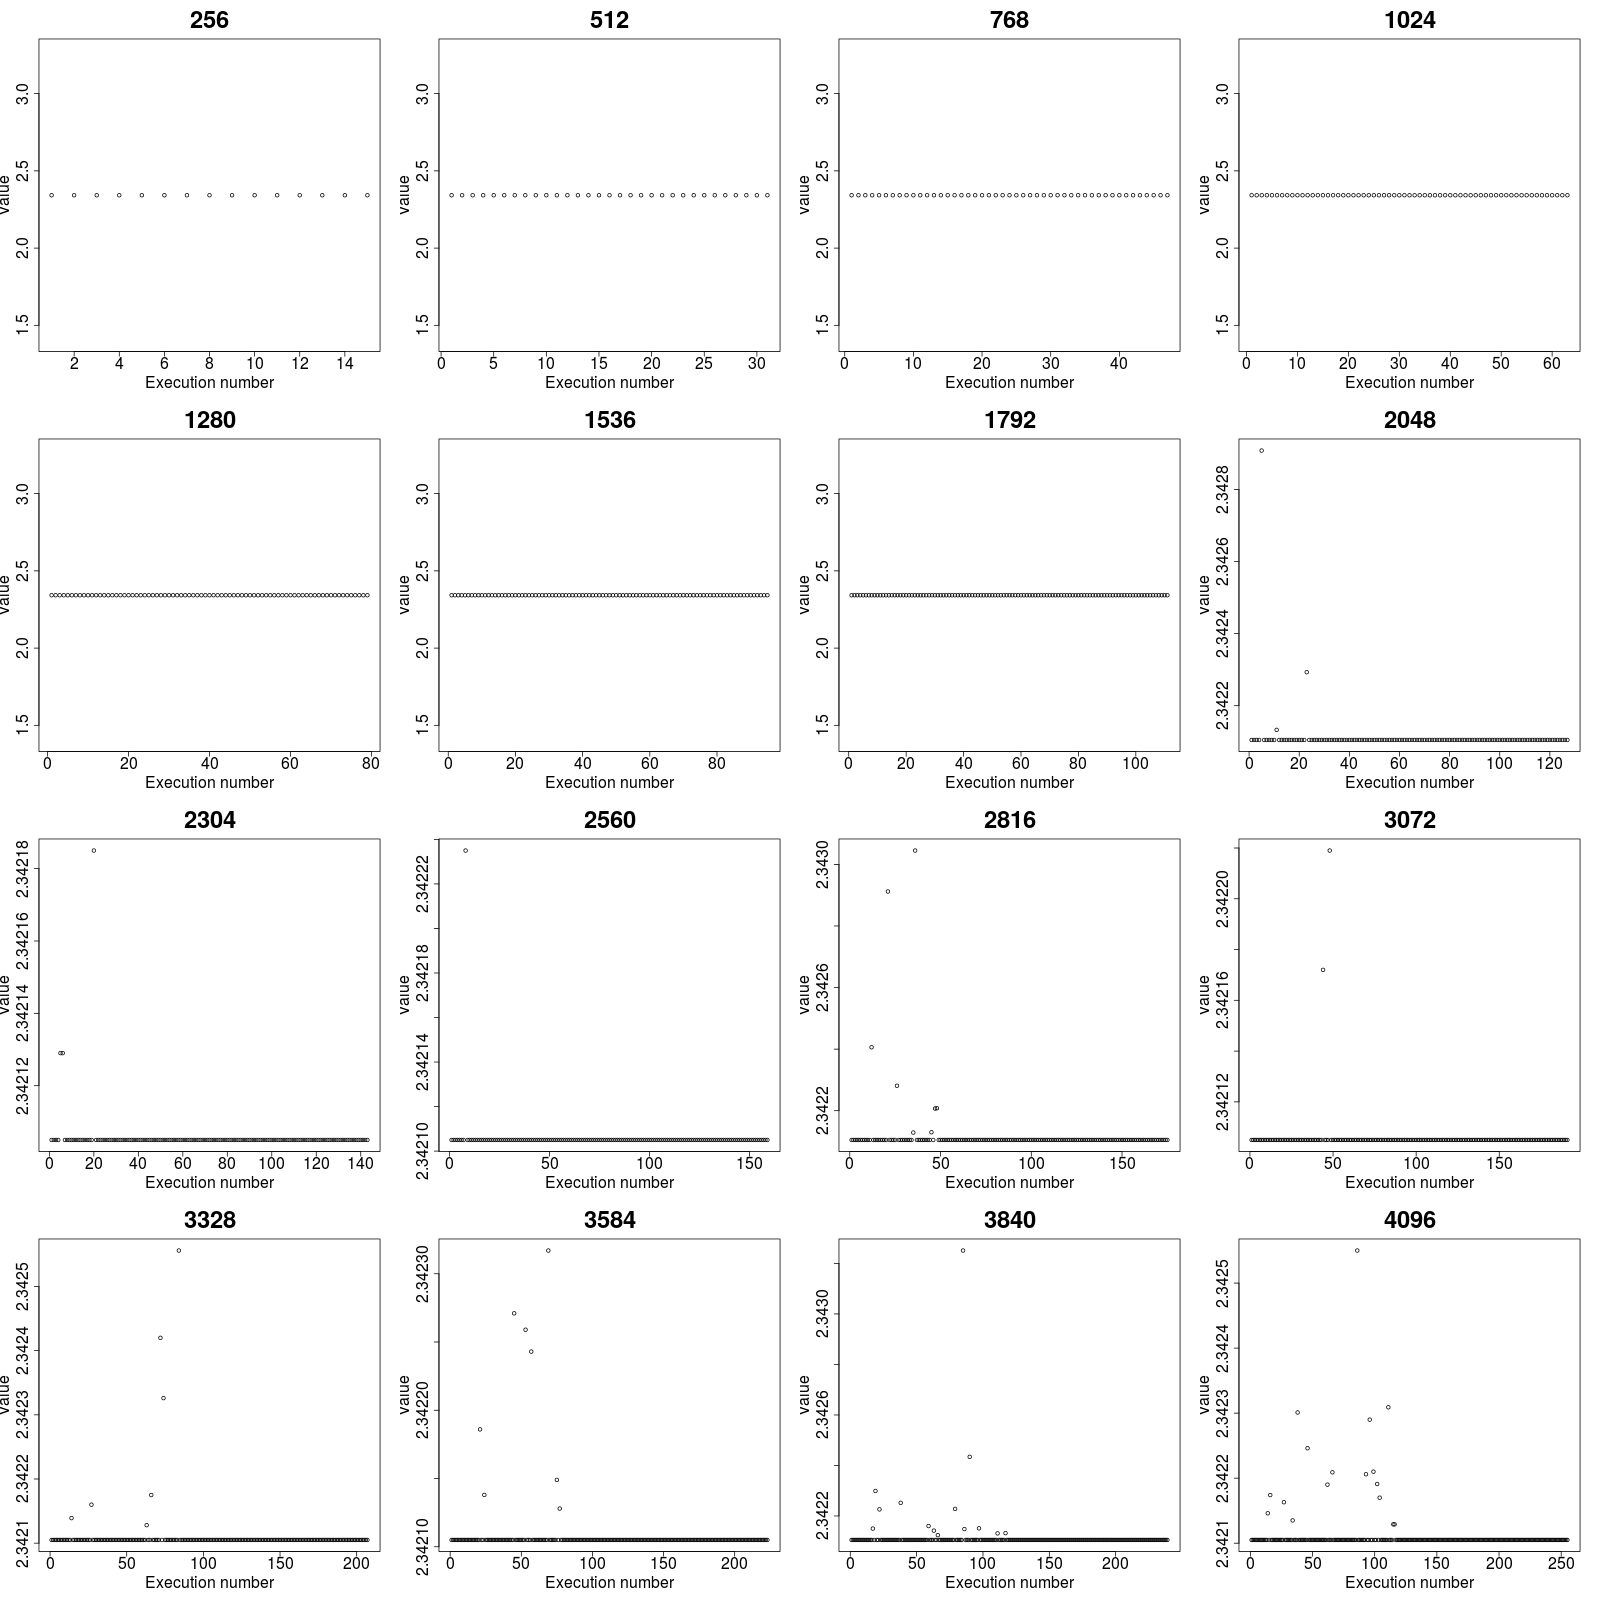 256 512 768 1024
3.0 3.0 3.0 3.0
2.5 2.5 2.5 2.5
value value value value
2.0 2.0 2.0 2.0
1.5 1.5 1.5 1.5
2 4 6 8 10 12 14 0 5 10 15 20 25 30 0 10 20 30 40 0 10 20 30 40 50 60
Execution number Execution number Execution number Execution number
1280 1536 1792 2048
3.0 2.5 2.0 1.5 3.0 2.5 2.0 1.5 3.0 2.5 2.0 1.5 2.3428 2.3426 2.3424 2.3422
value value value value
0 20 40 60 80 0 20 40 60 80 0 20 40 60 80 100 0 20 40 60 80 100 120
Execution number Execution number Execution number Execution number
2304 2560 2816 3072
2.34218 2.34216 2.34214 2.34212 2.34222 2.34218 2.34214 2.34210 2.3430 2.3426 2.3422 2.34220 2.34216 2.34212
value value value value
0 20 40 60 80 100 120 140 0 50 100 150 0 50 100 150 0 50 100 150
Execution number Execution number Execution number Execution number
3328 3584 3840 4096
2.3425 2.3424 2.3423 2.3422 2.3421 2.34230 2.34220 2.34210 2.3430 2.3426 2.3422 2.3425 2.3424 2.3423 2.3422 2.3421
value value value value
0 50 100 150 200 0 50 100 150 200 0 50 100 150 200 0 50 100 150 200 250
Execution number Execution number Execution number Execution number